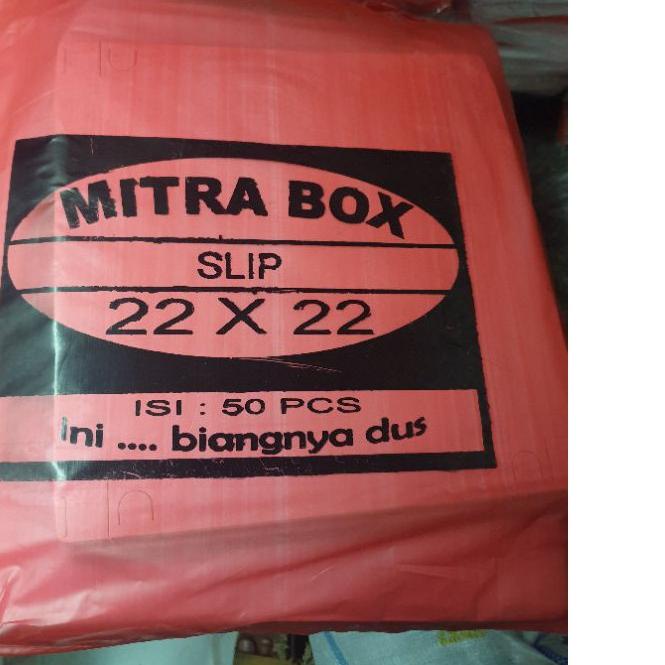 MITRA BOX
SLIP
22 X 22
ISI : 50 PCS
Ini .... biangnya dus